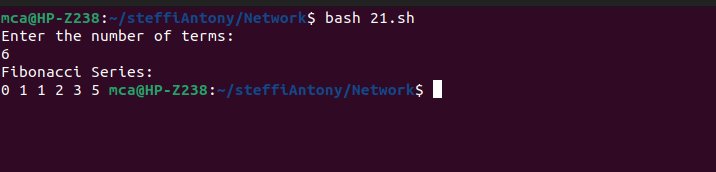 mca@HP-Z238:~/steffiAntony/Network$ bash 21.sh
Enter the number of terms:
6
Fibonacci Series:
0 1 1 2 3 5 mca@HP-Z238:~/steffiAntony/Network$